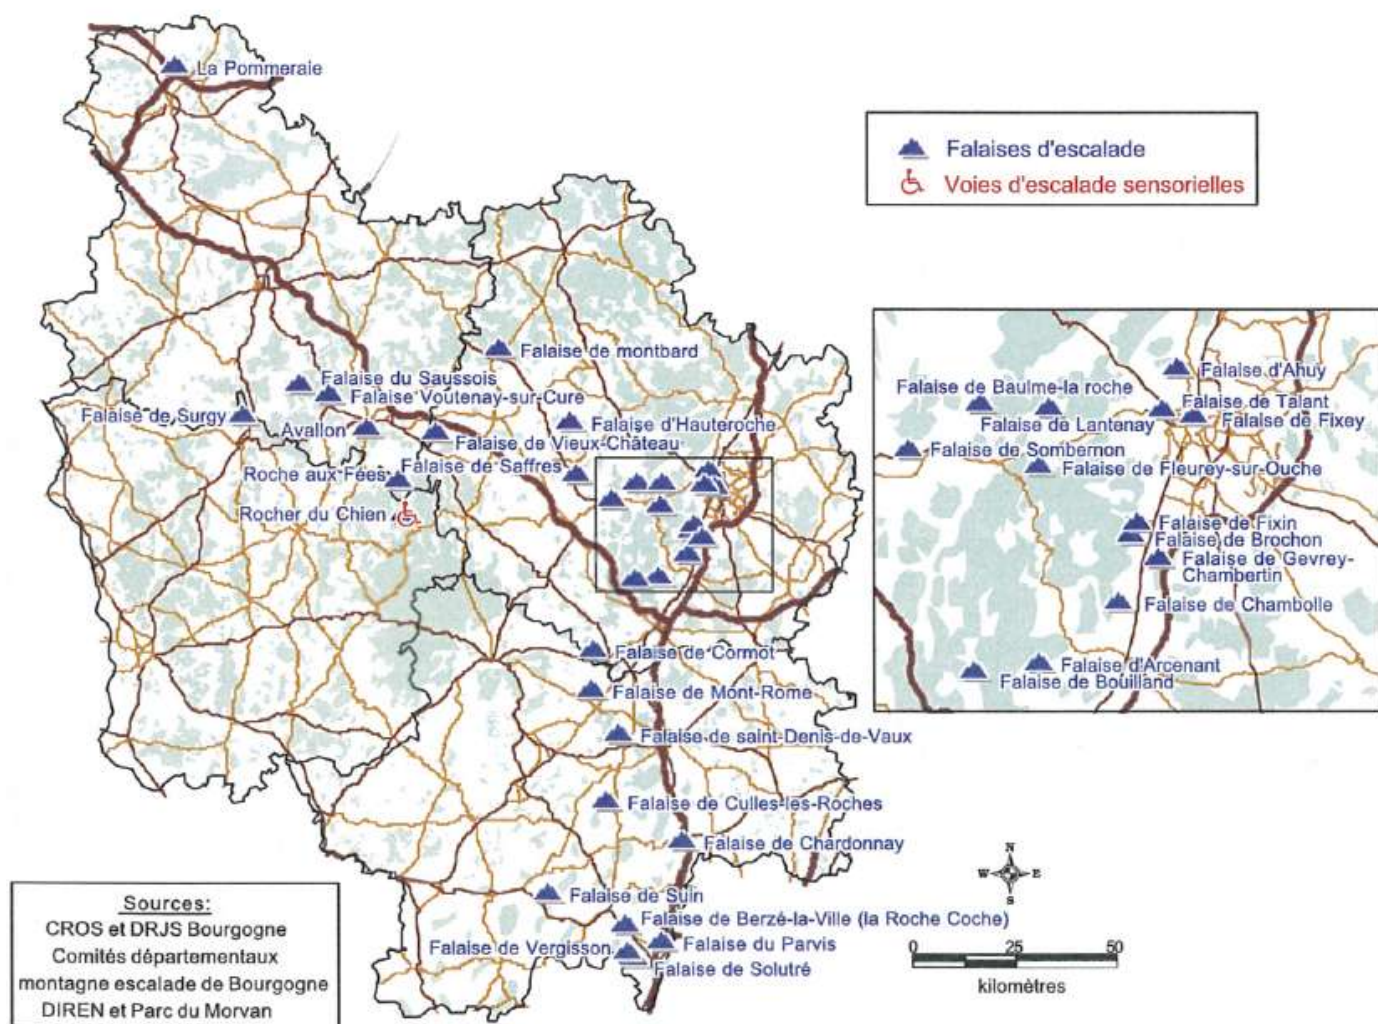 La Pommeraie
Falaises d'escalade
Voies d'escalade sensorielles
Falaise de montbard
Falaise du Saussois
Falaise Voutenay-sur-Cure
Falaise de Surgy
Avallon
Falaise d'Hauteroche
Falaise de Vieux-Château
Falaise de Saffres
Roche aux Fées
Rocher du Chien
Falaise d'Ahuy
Falaise de Baulme-la roche
Falaise de Talant
Falaise de Lantenay
Falaise de Fixey
Falaise de Sombernon
Falaise de Fleurey-sur-Ouche
Falaise de Fixin
Falaise de Brochon
Falaise de Gevrey-
Chambertin
Falaise de Chambolle
Falaise d'Arcenant
Falaise de Bouilland
Falaise de Cormot
Falaise de Mont-Rome
Falaise de saint-Denis-de-Vaux
Falaise de Culles-les-Roches
Falaise de Chardonnay
Falaise de Suin
Falaise de Berzé-la-Ville (la Roche Coche)
Falaise de Vergisson
Falaise du Parvis
Falaise de Solutré
N
W E
S
0 25 50
kilomètres
Sources:
CROS et DRJS Bourgogne
Comités départementaux
montagne escalade de Bourgogne
DIREN et Parc du Morvan